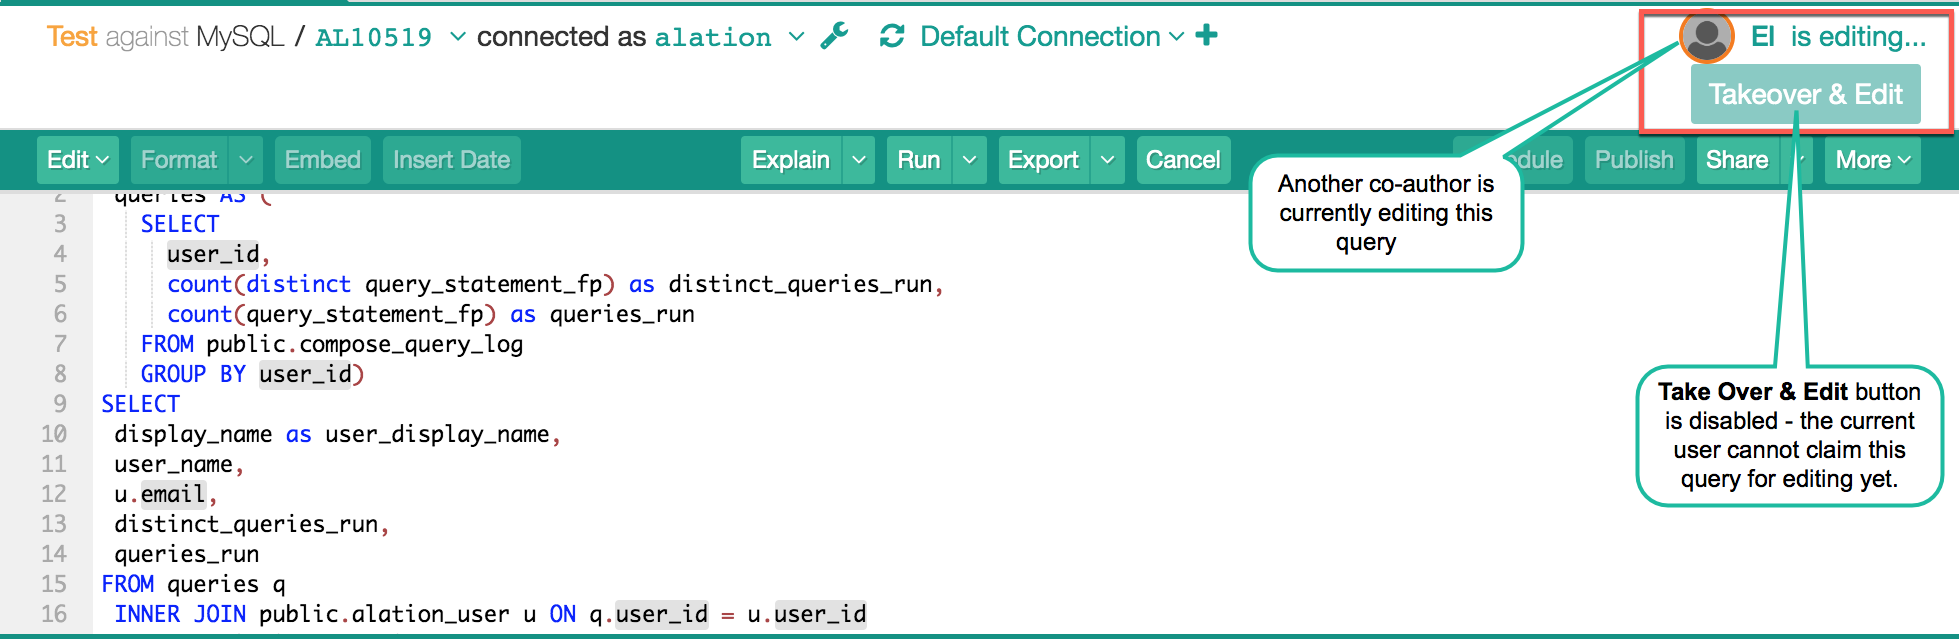 Test against MySQL / AL10519 connected as alation Default Connection + EI is editing...
Takeover & Edit
Edit Format Embed Insert Date Explain Run Export Cancel dule Publish Share More
Another co-author is
currently editing this
query
2 queries AS (
3 SELECT
4 user_id,
5 count(distinct query_statement_fp) as distinct_queries_run,
6 count(query_statement_fp) as queries_run
7 FROM public.compose_query_log
8 GROUP BY user_id)
9 SELECT
10 display_name as user_display_name,
11 user_name,
12 u.email,
13 distinct_queries_run,
14 queries_run
15 FROM queries q
16 INNER JOIN public.alation_user u ON q.user_id = u.user_id
Take Over & Edit button
is disabled - the current
user cannot claim this
query for editing yet.